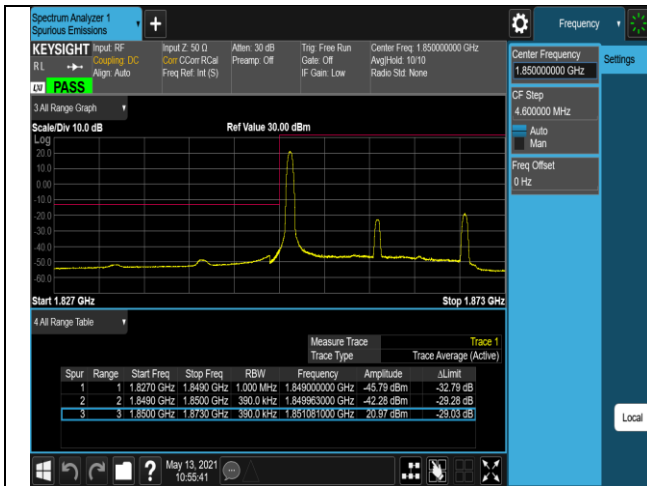 Spectrum Analyzer 1
Spurious Emissions
+
Frequency
KEYSIGHT
RL
Input: RF
Coupling: DC
Align: Auto
Input Z: 50 Ω
Corr CCorr RCal
Freq Ref: Int (S)
Atten: 30 dB
Preamp: Off
Trig: Free Run
Gate: Off
IF Gain: Low
Center Freq: 1.850000000 GHz
Avg|Hold: 10/10
Radio Std: None
LXI PASS
Center Frequency
1.850000000 GHz
Settings
CF Step
4.600000 MHz
Auto
Man
Freq Offset
0 Hz
Local
3 All Range Graph
Scale/Div 10.0 dB
Ref Value 30.00 dBm
Log
20.0
10.0
0.00
-10.0
-20.0
-30.0
-40.0
-50.0
-60.0
Start 1.827 GHz
Stop 1.873 GHz
4 All Range Table
Measure Trace Trace 1
Trace Type Trace Average (Active)
Spur Range Start Freq Stop Freq RBW Frequency Amplitude ΔLimit
1 1 1.8270 GHz 1.8490 GHz 1.000 MHz 1.849000000 GHz -45.79 dBm -32.79 dB
2 2 1.8490 GHz 1.8500 GHz 390.0 kHz 1.849963000 GHz -42.28 dBm -29.28 dB
3 3 1.8500 GHz 1.8730 GHz 390.0 kHz 1.851081000 GHz 20.97 dBm -29.03 dB
?
May 13, 2021
10:55:41